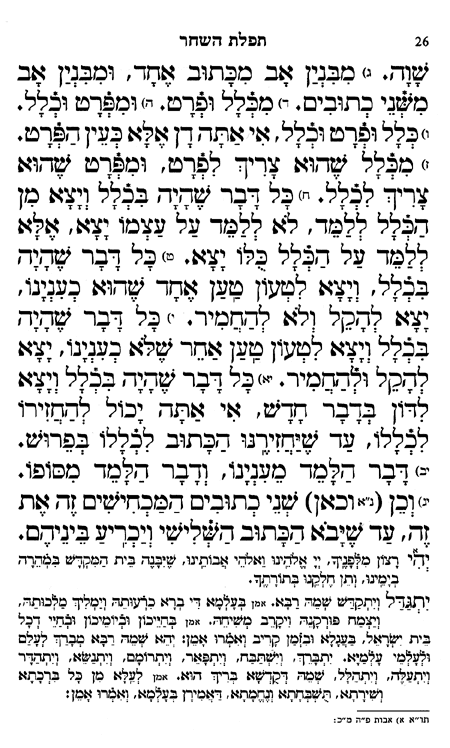 26
תפלת השחר
שָׁוָה. ג) מִבִּנְיַן אָב מִכָּתוּב אֶחָד, וּמִבִּנְיַן אָב
מִשְּׁנֵי כְתוּבִים. ד) מִכְּלָל וּפְרָט. ה) וּמִפְּרָט וּכְלָל.
ו) כְּלָל וּפְרָט וּכְלָל, אִי אַתָּה דָן אֶלָּא כְּעֵין הַפְּרָט.
ז) מִכְּלָל שֶׁהוּא צָרִיךְ לִפְרָט, וּמִפְּרָט שֶׁהוּא
צָרִיךְ לִכְלָל. ח) כָּל דָּבָר שֶׁהָיָה בִּכְלָל וְיָצָא מִן
הַכְּלָל לְלַמֵּד, לֹא לְלַמֵּד עַל עַצְמוֹ יָצָא, אֶלָּא
לְלַמֵּד עַל הַכְּלָל כֻּלּוֹ יָצָא. ט) כָּל דָּבָר שֶׁהָיָה
בִּכְלָל, וְיָצָא לִטְעוֹן טַעַן אֶחָד שֶׁהוּא כְעִנְיָנוֹ,
יָצָא לְהָקֵל וְלֹא לְהַחֲמִיר. י) כָּל דָּבָר שֶׁהָיָה
בִּכְלָל וְיָצָא לִטְעוֹן טַעַן אַחֵר שֶׁלֹּא כְעִנְיָנוֹ, יָצָא
לְהָקֵל וּלְהַחֲמִיר. יא) כָּל דָּבָר שֶׁהָיָה בִּכְלָל וְיָצָא
לִדּוֹן בְּדָבָר חָדָשׁ, אִי אַתָּה יָכוֹל לְהַחֲזִירוֹ
לִכְלָלוֹ, עַד שֶׁיַּחֲזִירֶנּוּ הַכָּתוּב לִכְלָלוֹ בְּפֵרוּשׁ.
יב) דָּבָר הַלָּמֵד מֵעִנְיָנוֹ, וְדָבָר הַלָּמֵד מִסּוֹפוֹ.
יג) וְכֵן (נ״א וכאן) שְׁנֵי כְתוּבִים הַמַּכְחִישִׁים זֶה אֶת
זֶה, עַד שֶׁיָּבֹא הַכָּתוּב הַשְּׁלִישִׁי וְיַכְרִיעַ בֵּינֵיהֶם.
יְהִי רָצוֹן מִלְּפָנֶיךָ, יְיָ אֱלֹהֵינוּ וֵאלֹהֵי אֲבוֹתֵינוּ, שֶׁיִּבָּנֶה בֵּית הַמִּקְדָּשׁ בִּמְהֵרָה
בְיָמֵינוּ, וְתֵן חֶלְקֵנוּ בְּתוֹרָתֶךָ.
יִתְגַּדַּל וְיִתְקַדַּשׁ שְׁמֵהּ רַבָּא. אמן בְּעָלְמָא דִּי בְרָא כִרְעוּתֵהּ וְיַמְלִיךְ מַלְכוּתֵהּ,
וְיַצְמַח פּוּרְקָנֵהּ וִיקָרֵב מְשִׁיחֵהּ. אמן בְּחַיֵּיכוֹן וּבְיוֹמֵיכוֹן וּבְחַיֵּי דְכָל
בֵּית יִשְׂרָאֵל, בַּעֲגָלָא וּבִזְמַן קָרִיב וְאִמְרוּ אָמֵן: יְהֵא שְׁמֵהּ רַבָּא מְבָרַךְ לְעָלַם
וּלְעָלְמֵי עָלְמַיָּא. יִתְבָּרֵךְ, וְיִשְׁתַּבַּח, וְיִתְפָּאֵר, וְיִתְרוֹמָם, וְיִתְנַשֵּׂא, וְיִתְהַדָּר
וְיִתְעַלֶּה, וְיִתְהַלָּל, שְׁמֵהּ דְּקֻדְשָׁא בְּרִיךְ הוּא. אמן לְעֵלָּא מִן כָּל בִּרְכָתָא
וְשִׁירָתָא, תֻּשְׁבְּחָתָא וְנֶחֱמָתָא, דַּאֲמִירָן בְּעָלְמָא, וְאִמְרוּ אָמֵן:
תר״א א) אבות פ״ה מ״כ: